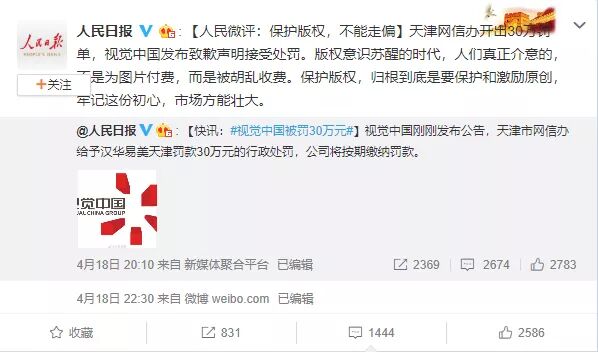 人民日报
PEOPLE'S DAILY
+关注
人民日报 : 【人民微评：保护版权，不能走偏】天津网信办开出30万罚
单，视觉中国发布致歉声明接受处罚。版权意识苏醒的时代，人们真正介意的，
是为图片付费，而是被胡乱收费。保护版权，归根到底是要保护和激励原创，
牢记这份初心，市场方能壮大。
@人民日报 : 【快讯：#视觉中国被罚30万元#】视觉中国刚刚发布公告，天津市网信办
给予汉华易美天津罚款30万元的行政处罚，公司将按期缴纳罚款。
觉中国
UAL CHINA GROUP
4月18日 20:10 来自 新媒体聚合平台 已编辑 2369 2674 2783
4月18日 22:30 来自 微博 weibo.com 已编辑
收藏 831 1444 2586